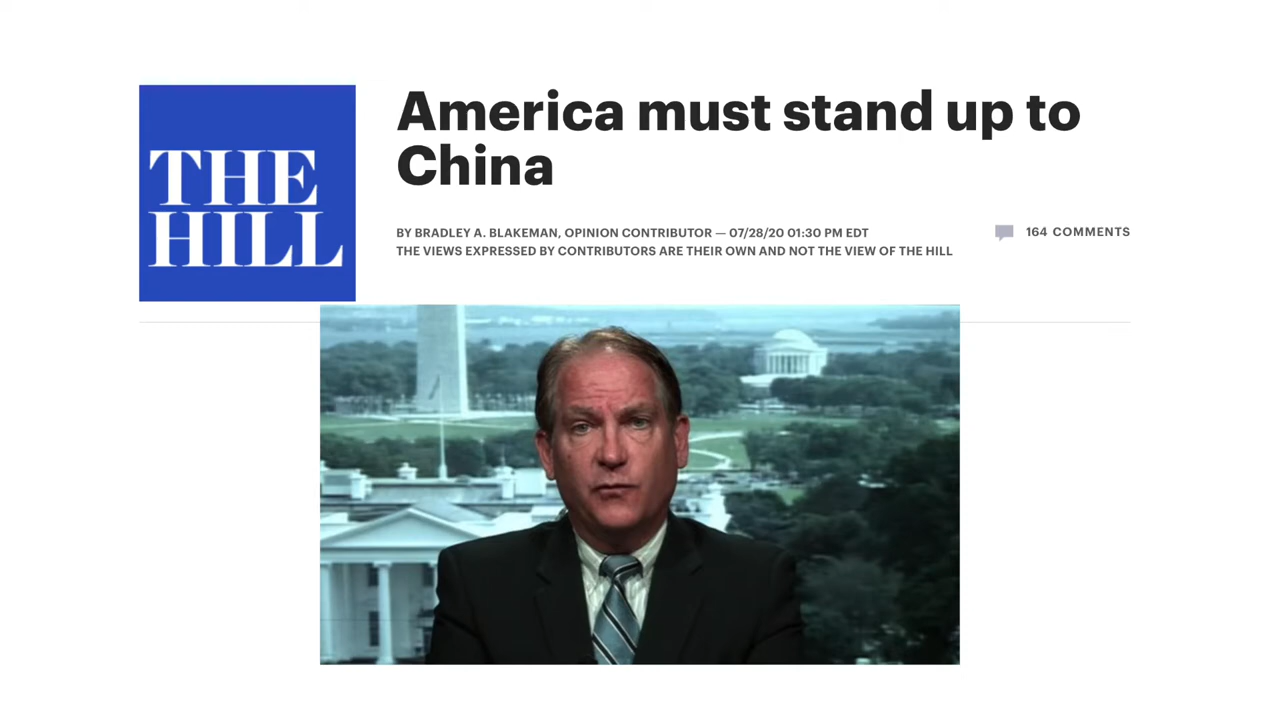 THE
HILL
America must stand up to
China
BY BRADLEY A. BLAKEMAN, OPINION CONTRIBUTOR — 07/28/20 01:30 PM EDT
164 COMMENTS
THE VIEWS EXPRESSED BY CONTRIBUTORS ARE THEIR OWN AND NOT THE VIEW OF THE HILL